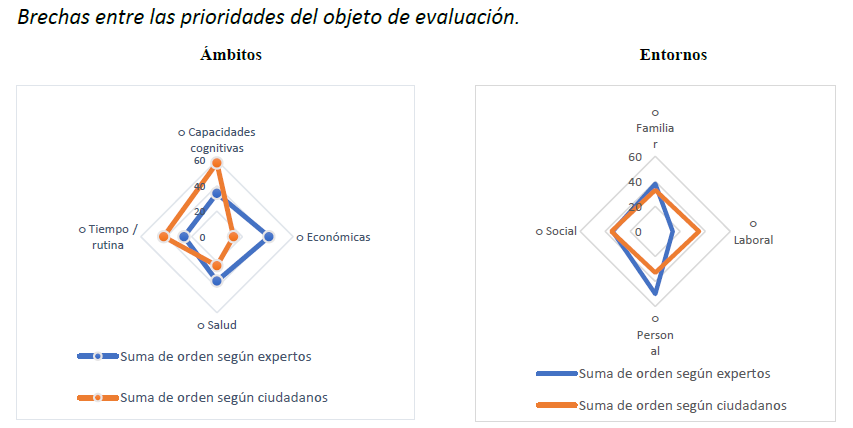 Brechas entre las prioridades del objeto de evaluación.
Ámbitos
o Capacidades
cognitivas
60
40
20
0
o Tiempo /
rutina
o Económicas
o Salud
Suma de orden según expertos
Suma de orden según ciudadanos
Entornos
o
Familia
r
60
40
20
0
o Social
o
Laboral
o
Person
al
Suma de orden según expertos
Suma de orden según ciudadanos